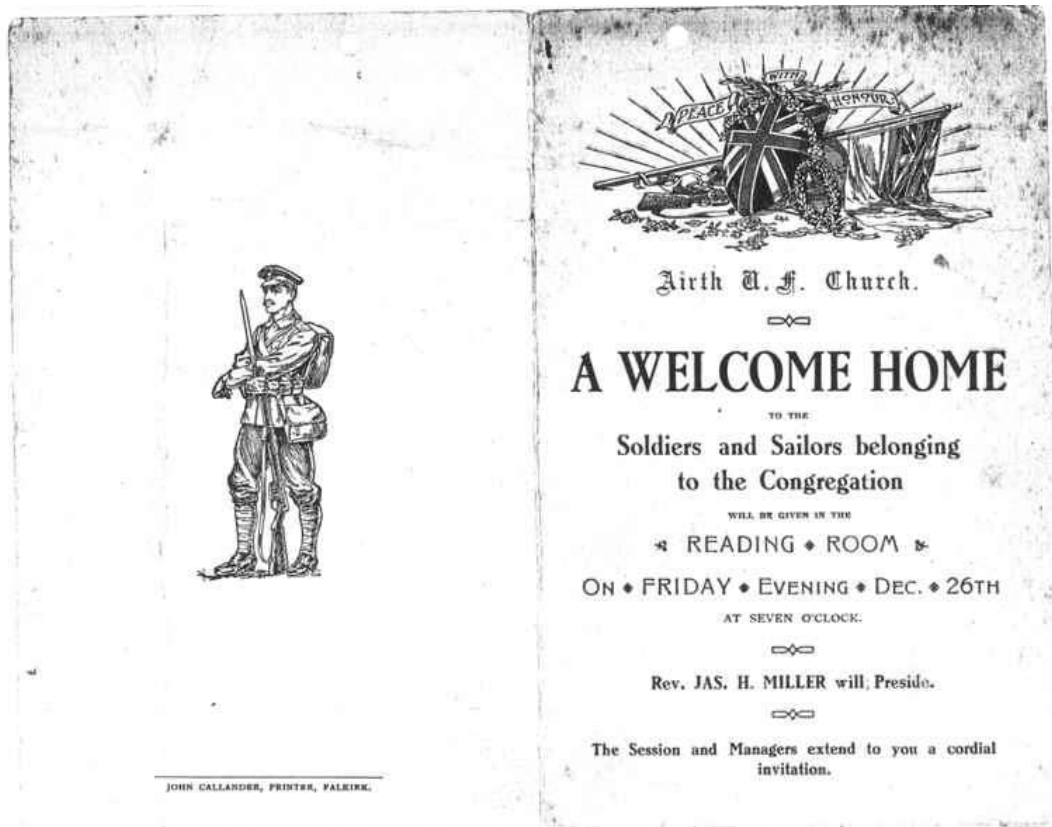 JOHN CALLANDER, PRINTER, FALKIRK.
PEACE WITH HONOUR
Airth U. F. Church.
A WELCOME HOME
TO THE
Soldiers and Sailors belonging
to the Congregation
WILL BE GIVEN IN THE
READING ROOM
ON FRIDAY EVENING DEC. 26TH
AT SEVEN O'CLOCK.
Rev. JAS. H. MILLER will Preside.
The Session and Managers extend to you a cordial
invitation.